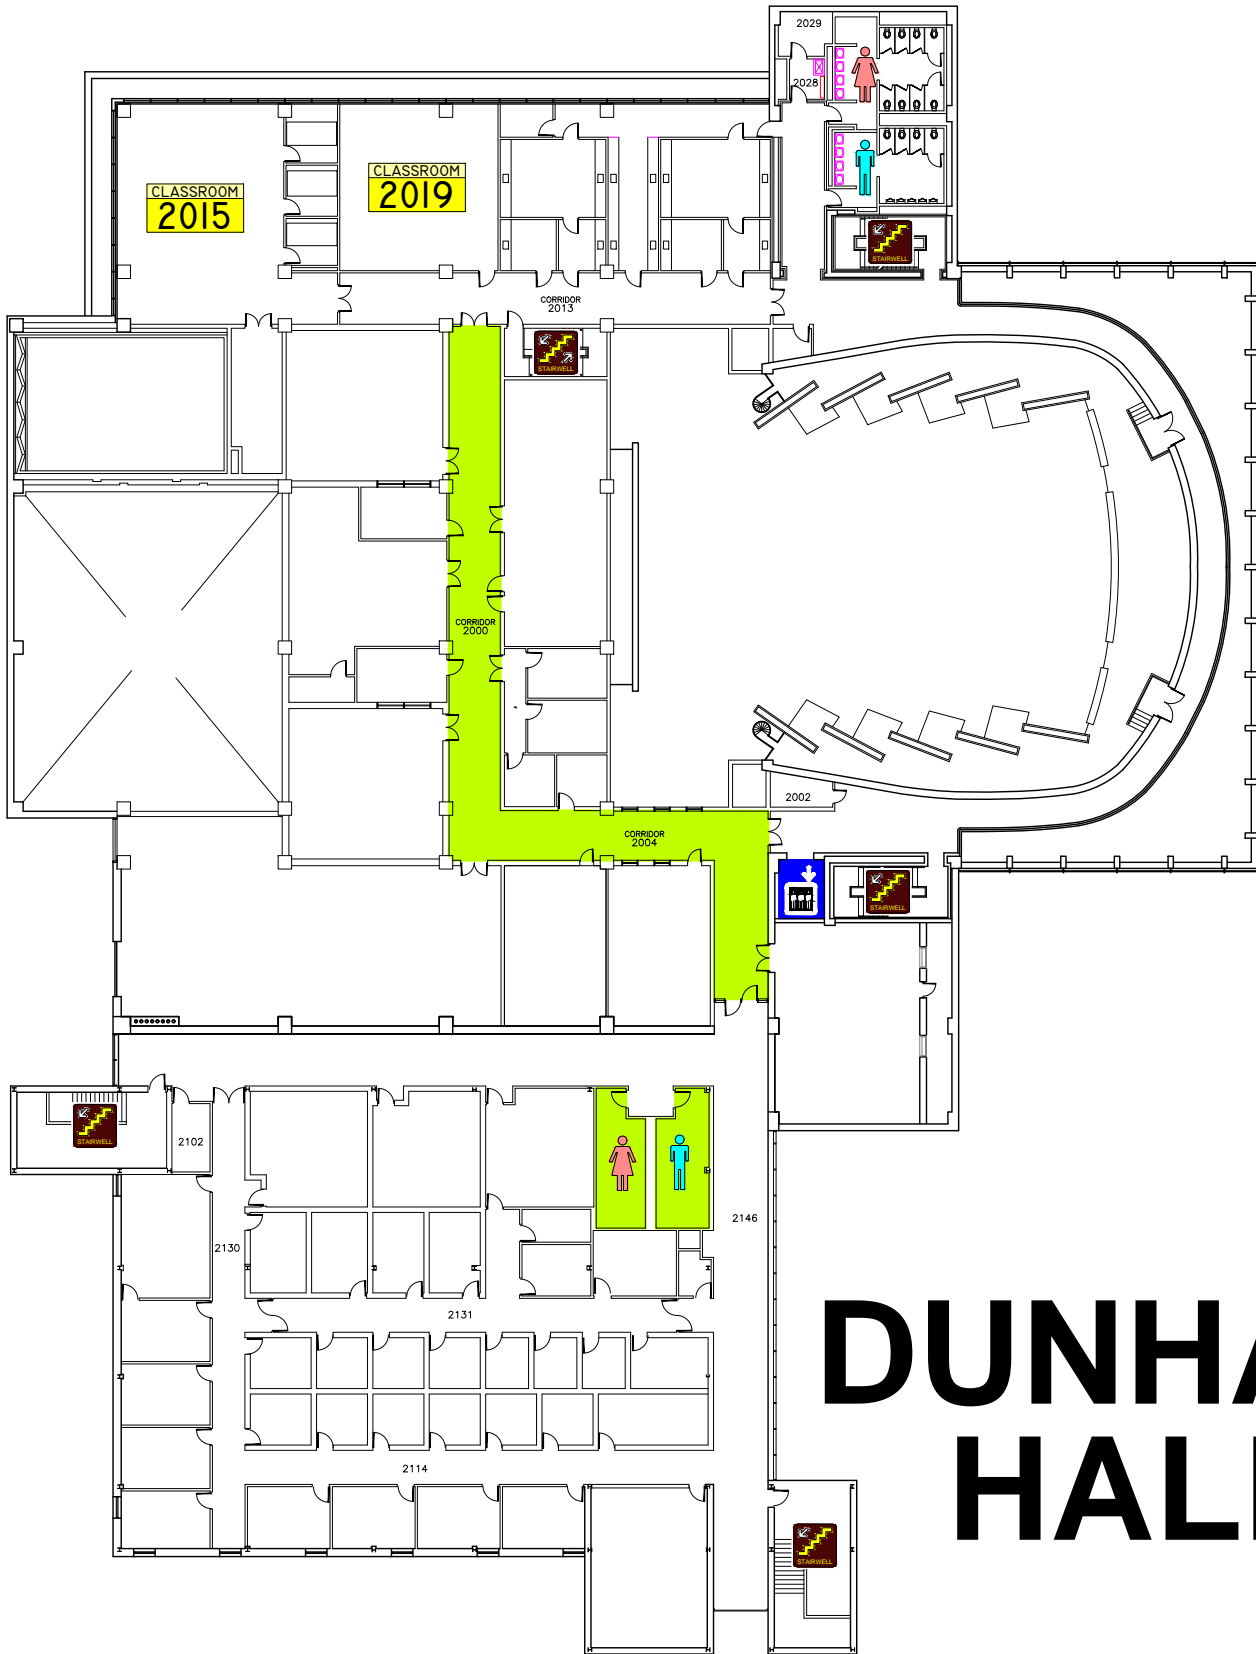 2029
2028
CLASSROOM
2015
CLASSROOM
2019
STAIRWELL
CORRIDOR
2013
STAIRWELL
CORRIDOR
2000
2002
CORRIDOR
2004
STAIRWELL
STAIRWELL
2102
2146
2130
2131
DUNHA
HALL
2114
STAIRWELL